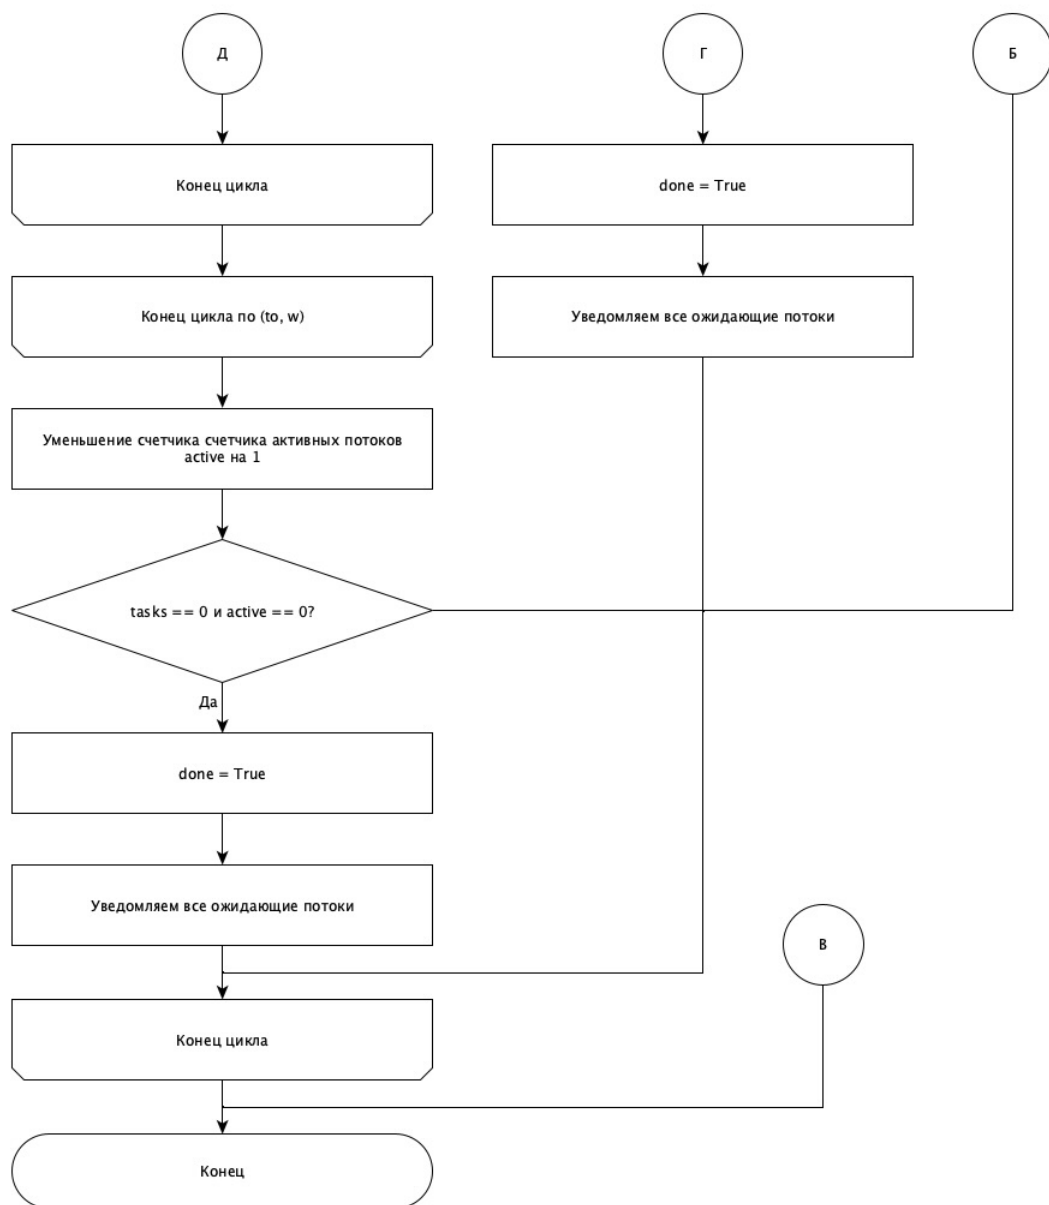 Д
Г
Б
Конец цикла
done = True
Конец цикла по (to, w)
Уведомляем все ожидающие потоки
Уменьшение счетчика счетчика активных потоков
active на 1
tasks == 0 и active == 0?
Да
done = True
Уведомляем все ожидающие потоки
В
Конец цикла
Конец